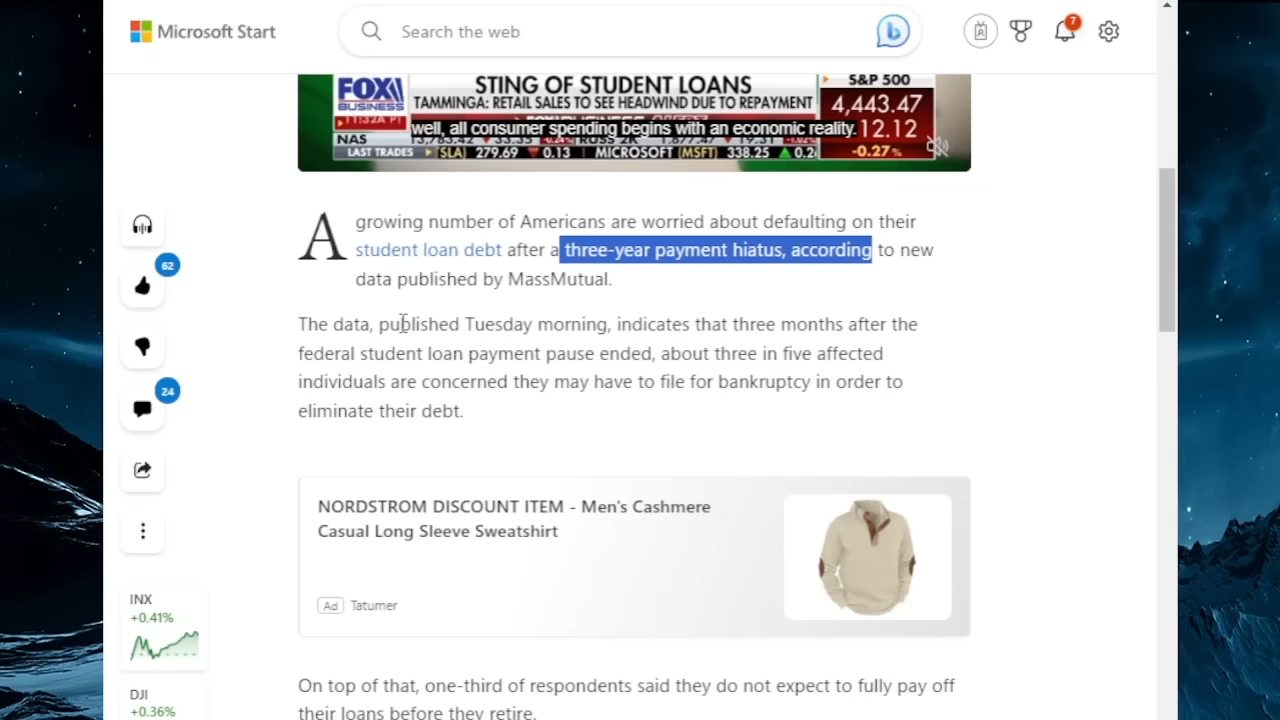 Microsoft Start
Search the web
7
STING OF STUDENT LOANS
TAMMINGA: RETAIL SALES TO SEE HEADWIND DUE TO REPAYMENT
FOX
BUSINESS
S&P 500
4,443.47
12.12
-0.27%
well, all consumer spending begins with an economic reality.
NAS
LAST TRADES
(SLA) 279.69 0.13 MICROSOFT (MSFT) 338.25 0.2
A growing number of Americans are worried about defaulting on their
student loan debt after a three-year payment hiatus, according to new
data published by MassMutual.
62
The data, published Tuesday morning, indicates that three months after the
federal student loan payment pause ended, about three in five affected
individuals are concerned they may have to file for bankruptcy in order to
eliminate their debt.
24
NORDSTROM DISCOUNT ITEM - Men's Cashmere
Casual Long Sleeve Sweatshirt
Ad Tatumer
INX
+0.41%
DJI
+0.36%
On top of that, one-third of respondents said they do not expect to fully pay off
their loans before they retire.